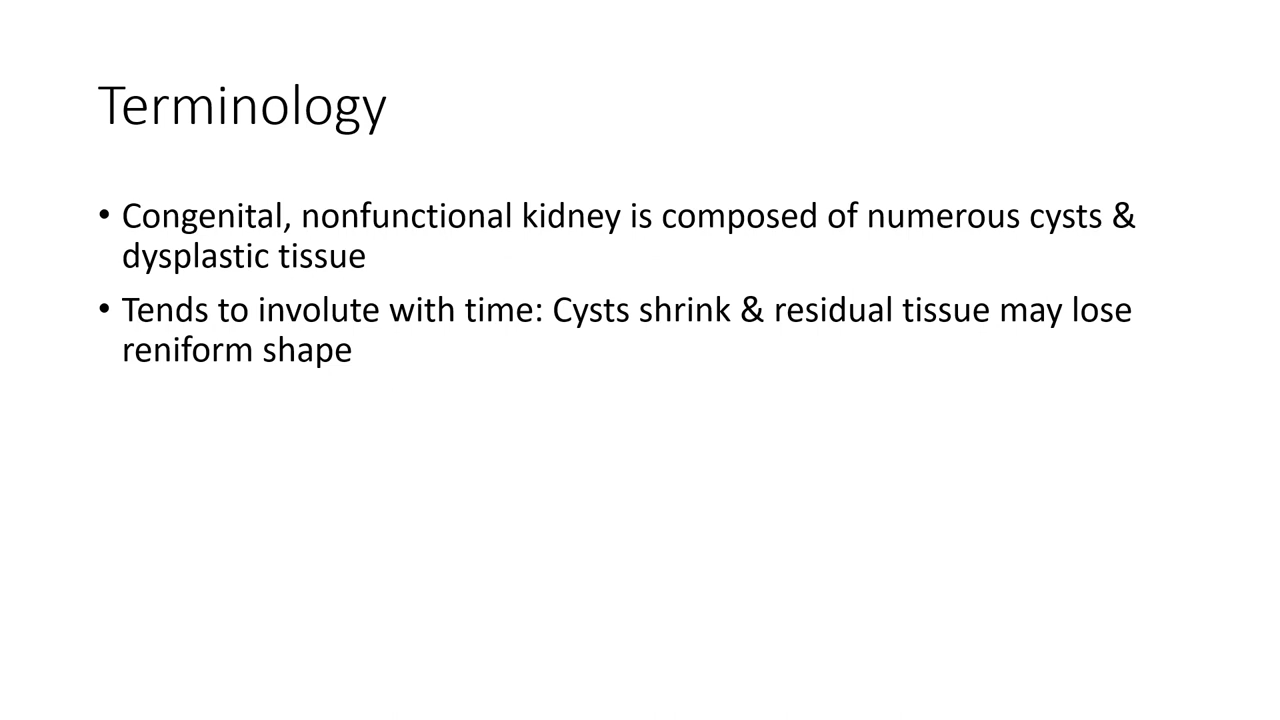 Terminology
• Congenital, nonfunctional kidney is composed of numerous cysts &
dysplastic tissue
• Tends to involute with time: Cysts shrink & residual tissue may lose
reniform shape